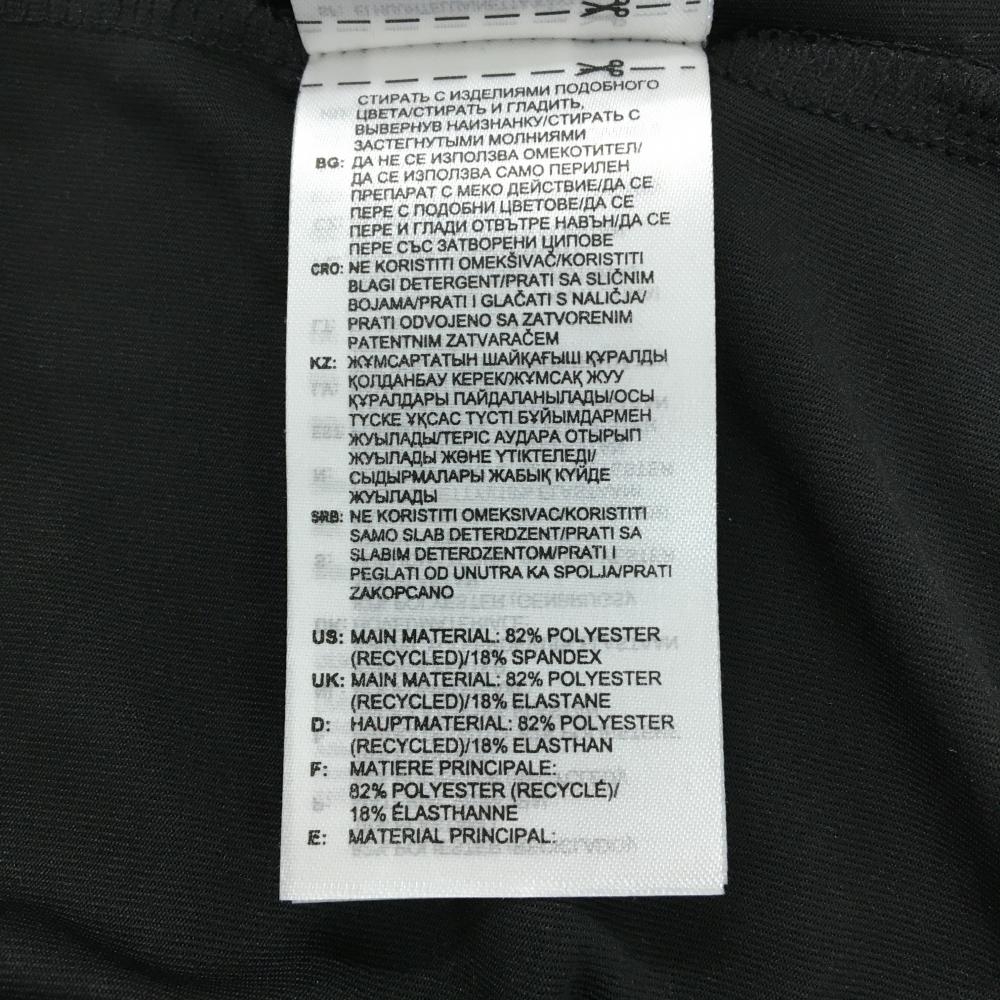 СТИРАТЬ С ИЗДЕЛИЯМИ ПОДОБНОГО
ЦВЕТА/СТИРАТЬ И ГЛАДИТЬ,
ВЫВЕРНУВ НАИЗНАНКУ/СТИРАТЬ С
ЗАСТЕГНУТЫМИ МОЛНИЯМИ
BG: ДА НЕ СЕ ИЗПОЛЗВА ОМЕКОТИТЕЛ/
ДА СЕ ИЗПОЛЗВА САМО ПЕРИЛЕН
ПРЕПАРАТ С МЕКО ДЕЙСТВИЕ/ДА СЕ
ПЕРЕ С ПОДОБНИ ЦВЕТОВЕ/ДА СЕ
ПЕРЕ И ГЛАДИ ОТВЪТРЕ НАВЪН/ДА СЕ
ПЕРЕ СЪС ЗАТВОРЕНИ ЦИПОВЕ
CRO: NE KORISTITI OMEKŠIVAČ/KORISTITI
BLAGI DETERGENT/PRATI SA SLIČNIM
BOJAMA/PRATI I GLAČATI S NALIČJA/
PRATI ODVOJENO SA ZATVORENIM
PATENTNIM ZATVARAČEM
KZ: ЖҰМСАРТАТЫН ШАЙҚАҒЫШ ҚҰРАЛДЫ
ҚОЛДАНБАУ КЕРЕК/ЖҰМСАҚ ЖУУ
ҚҰРАЛДАРЫ ПАЙДАЛАНЫЛАДЫ/ОСЫ
ТҮСКЕ ҰҚСАС ТҮСТІ БҰЙЫМДАРМЕН
ЖУЫЛАДЫ/ТЕРІС АУДАРА ОТЫРЫП
ЖУЫЛАДЫ ЖӘНЕ ҮТІКТЕЛЕДІ/
СЫДЫРМАЛАРЫ ЖАБЫҚ КҮЙДЕ
ЖУЫЛАДЫ
SRB: NE KORISTITI OMEKSIVAC/KORISTITI
SAMO SLAB DETERDZENT/PRATI SA
SLABIM DETERDZENTOM/PRATI I
PEGLATI OD UNUTRA KA SPOLJA/PRATI
ZAKOPCANO
US: MAIN MATERIAL: 82% POLYESTER
(RECYCLED)/18% SPANDEX
UK: MAIN MATERIAL: 82% POLYESTER
(RECYCLED)/18% ELASTANE
D: HAUPTMATERIAL: 82% POLYESTER
(RECYCLED)/18% ELASTHAN
F: MATIERE PRINCIPALE:
82% POLYESTER (RECYCLÉ)/
18% ÉLASTHANNE
E: MATERIAL PRINCIPAL: